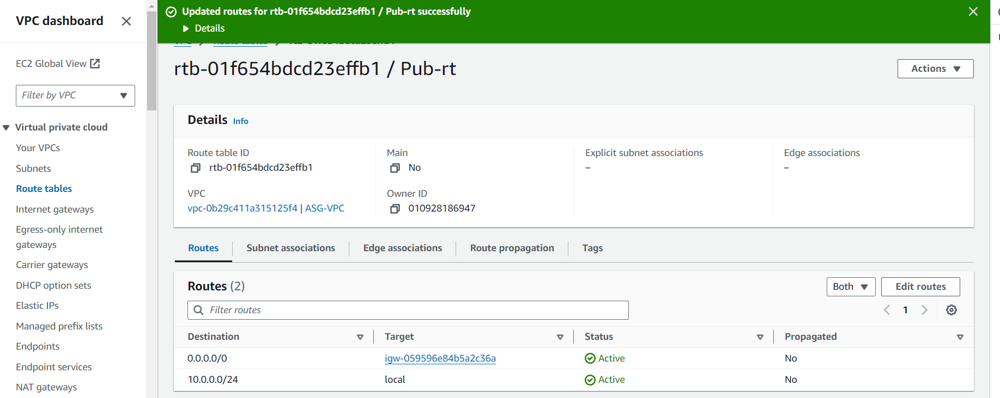 VPC dashboard
EC2 Global View
Filter by VPC
Virtual private cloud
Your VPCs
Subnets
Route tables
Internet gateways
Egress-only internet
gateways
Carrier gateways
DHCP option sets
Elastic IPs
Managed prefix lists
Endpoints
Endpoint services
NAT gateways
Updated routes for rtb-01f654bdcd23effb1 / Pub-rt successfully
Details
VPC Route tables rtb-01f654bdcd23effb1
rtb-01f654bdcd23effb1 / Pub-rt
Actions
Details Info
Route table ID
rtb-01f654bdcd23effb1
Main
No
Explicit subnet associations
–
Edge associations
–
VPC
vpc-0b29c411a315125f4 | ASG-VPC
Owner ID
010928186947
Routes Subnet associations Edge associations Route propagation Tags
Routes (2)
Both
Edit routes
Filter routes
1
Destination Target Status Propagated
0.0.0.0/0 igw-059596e84b5a2c36a Active No
10.0.0.0/24 local Active No